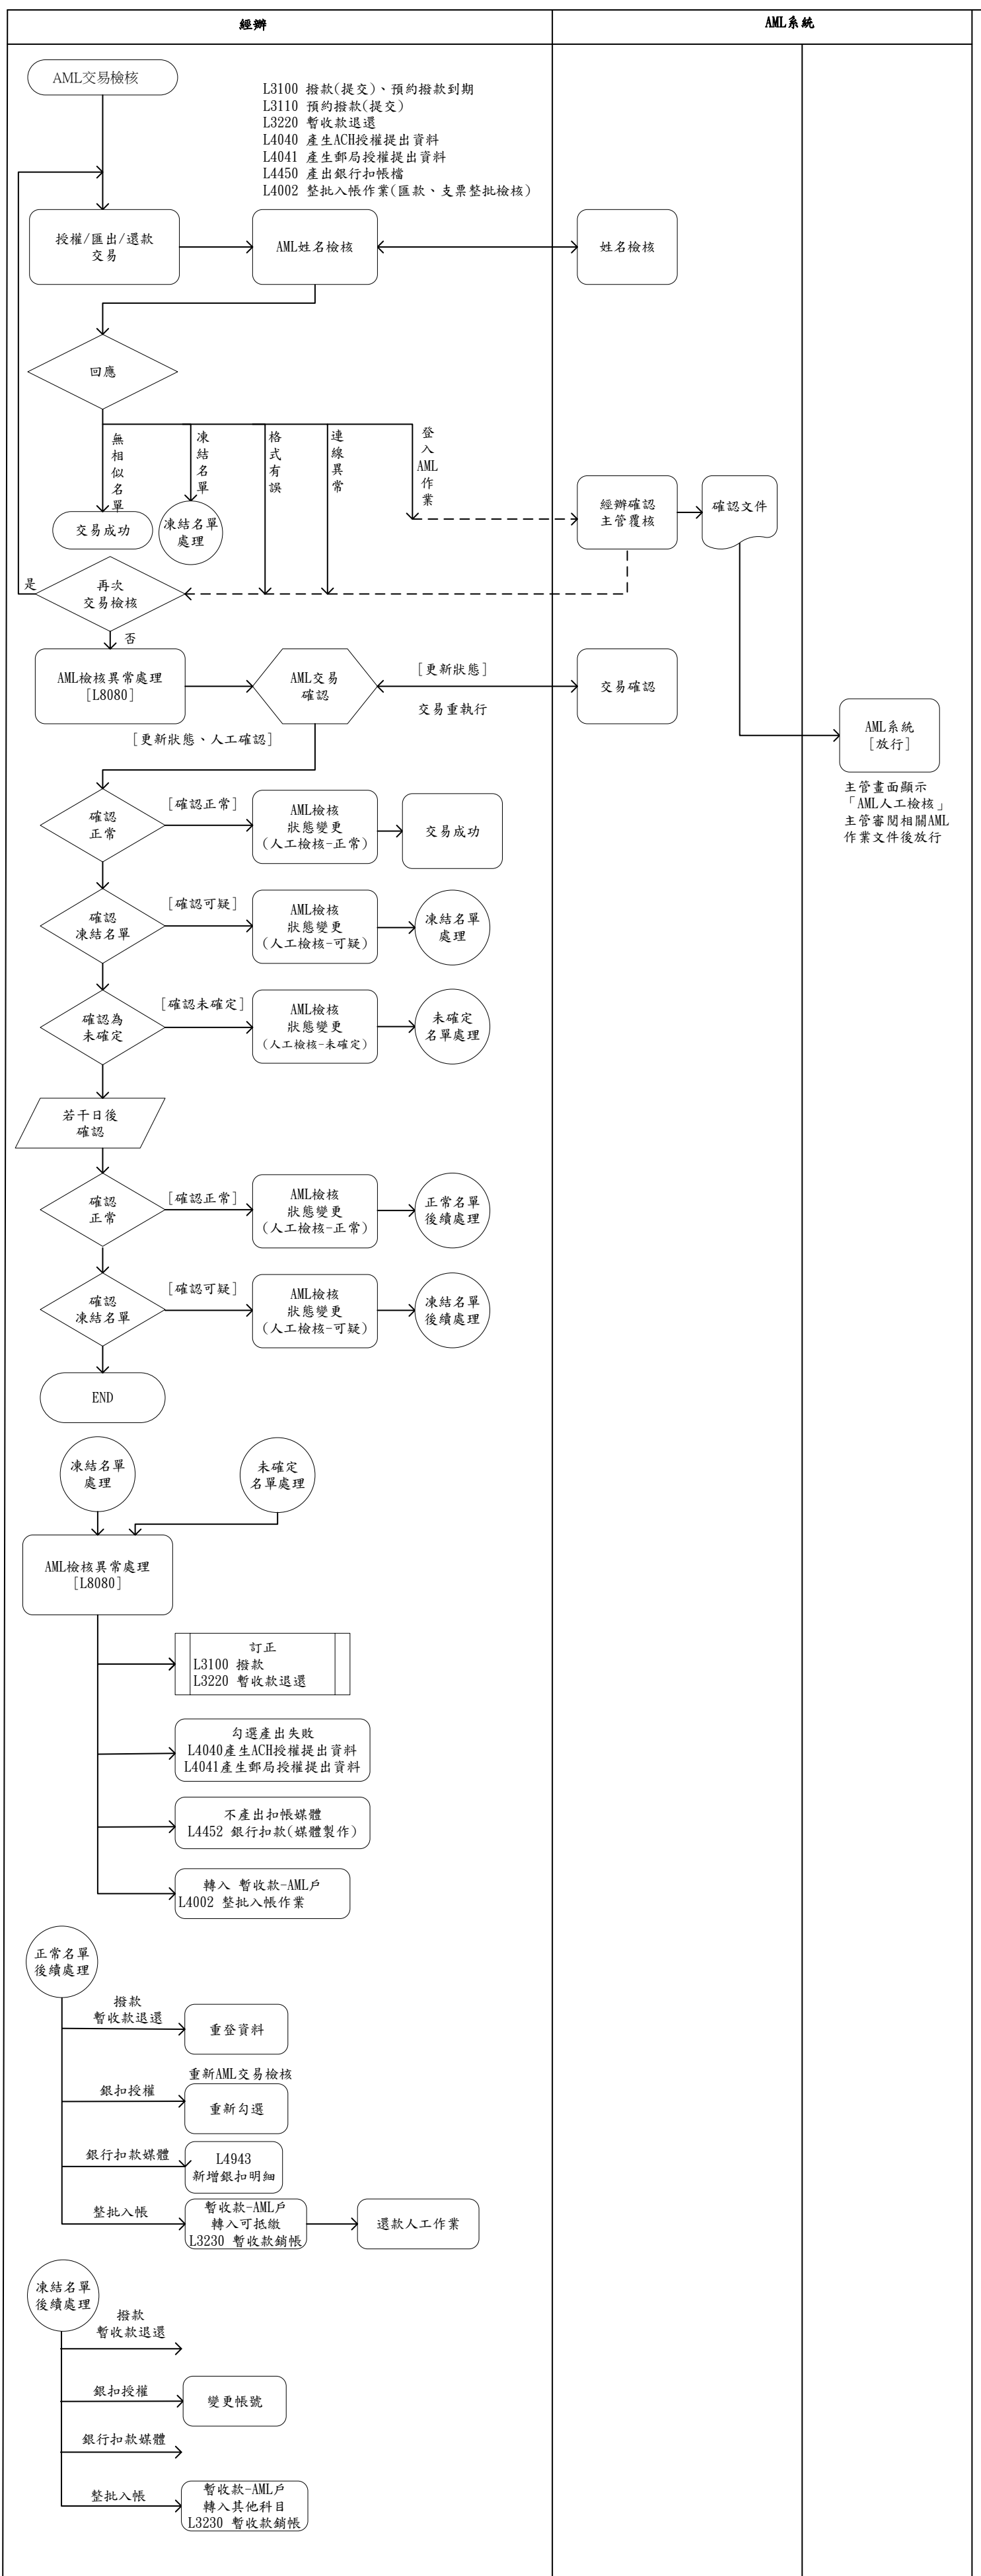 經辦
AML系統
AML交易檢核
L3100 撥款(提交)、預約撥款到期
L3110 預約撥款(提交)
L3220 暫收款退還
L4040 產生ACH授權提出資料
L4041 產生郵局授權提出資料
L4450 產出銀行扣帳檔
L4002 整批入帳作業(匯款、支票整批檢核)
授權/匯出/還款
交易
AML姓名檢核
姓名檢核
回應
無相似名單
凍結名單
格式有誤
連線異常
登入AML作業
交易成功
凍結名單
處理
經辦確認
主管覆核
確認文件
再次
交易檢核
是
否
AML檢核異常處理
[L8080]
AML交易
確認
[更新狀態]
交易重執行
交易確認
AML系統
[放行]
主管畫面顯示
「AML人工檢核」
主管審閱相關AML
作業文件後放行
[更新狀態、人工確認]
確認
正常
[確認正常]
AML檢核
狀態變更
(人工檢核-正常)
交易成功
確認
凍結名單
[確認可疑]
AML檢核
狀態變更
(人工檢核-可疑)
凍結名單
處理
確認為
未確定
[確認未確定]
AML檢核
狀態變更
(人工檢核-未確定)
未確定
名單處理
若干日後
確認
確認
正常
[確認正常]
AML檢核
狀態變更
(人工檢核-正常)
正常名單
後續處理
確認
凍結名單
[確認可疑]
AML檢核
狀態變更
(人工檢核-可疑)
凍結名單
後續處理
END
凍結名單
處理
未確定
名單處理
AML檢核異常處理
[L8080]
訂正
L3100 撥款
L3220 暫收款退還
勾選產出失敗
L4040產生ACH授權提出資料
L4041產生郵局授權提出資料
不產出扣帳媒體
L4452 銀行扣款(媒體製作)
轉入 暫收款-AML戶
L4002 整批入帳作業
正常名單
後續處理
撥款
暫收款退還
重登資料
重新AML交易檢核
銀扣授權
重新勾選
銀行扣款媒體
L4943
新增銀扣明細
整批入帳
暫收款-AML戶
轉入可抵繳
L3230 暫收款銷帳
還款人工作業
凍結名單
後續處理
撥款
暫收款退還
銀扣授權
變更帳號
銀行扣款媒體
整批入帳
暫收款-AML戶
轉入其他科目
L3230 暫收款銷帳